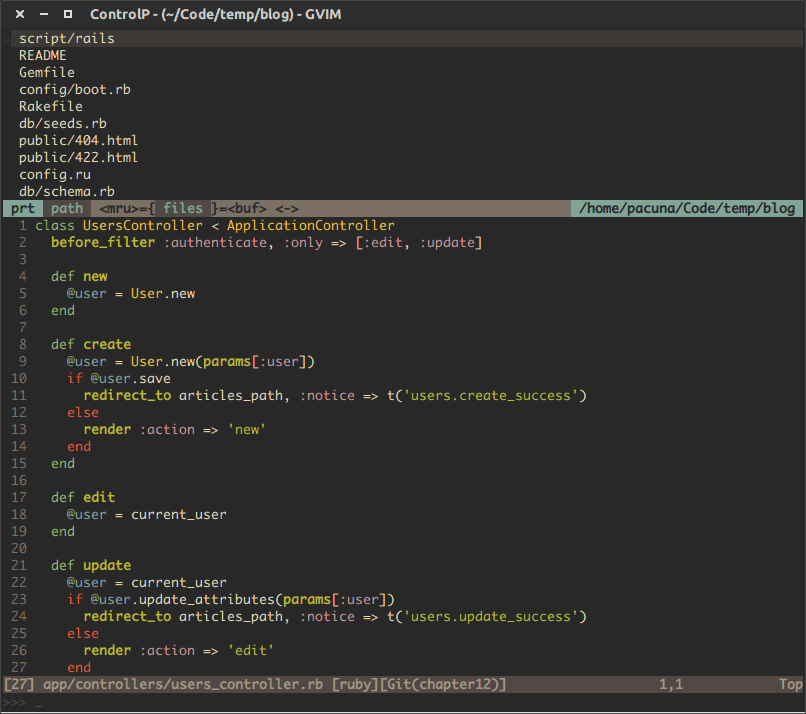 ControlP - (~/Code/temp/blog) - GVIM
> script/rails
README
Gemfile
config/boot.rb
Rakefile
db/seeds.rb
public/404.html
public/422.html
config.ru
db/schema.rb
prt path <mru>={ files }=<buf> <-> /home/pacuna/Code/temp/blog
1 class UsersController < ApplicationController
2   before_filter :authenticate, :only => [:edit, :update]
3
4   def new
5     @user = User.new
6   end
7
8   def create
9     @user = User.new(params[:user])
10     if @user.save
11       redirect_to articles_path, :notice => t('users.create_success')
12     else
13       render :action => 'new'
14     end
15   end
16
17   def edit
18     @user = current_user
19   end
20
21   def update
22     @user = current_user
23     if @user.update_attributes(params[:user])
24       redirect_to articles_path, :notice => t('users.update_success')
25     else
26       render :action => 'edit'
27     end
[27] app/controllers/users_controller.rb [ruby][Git(chapter12)] 1,1 Top
>>> _